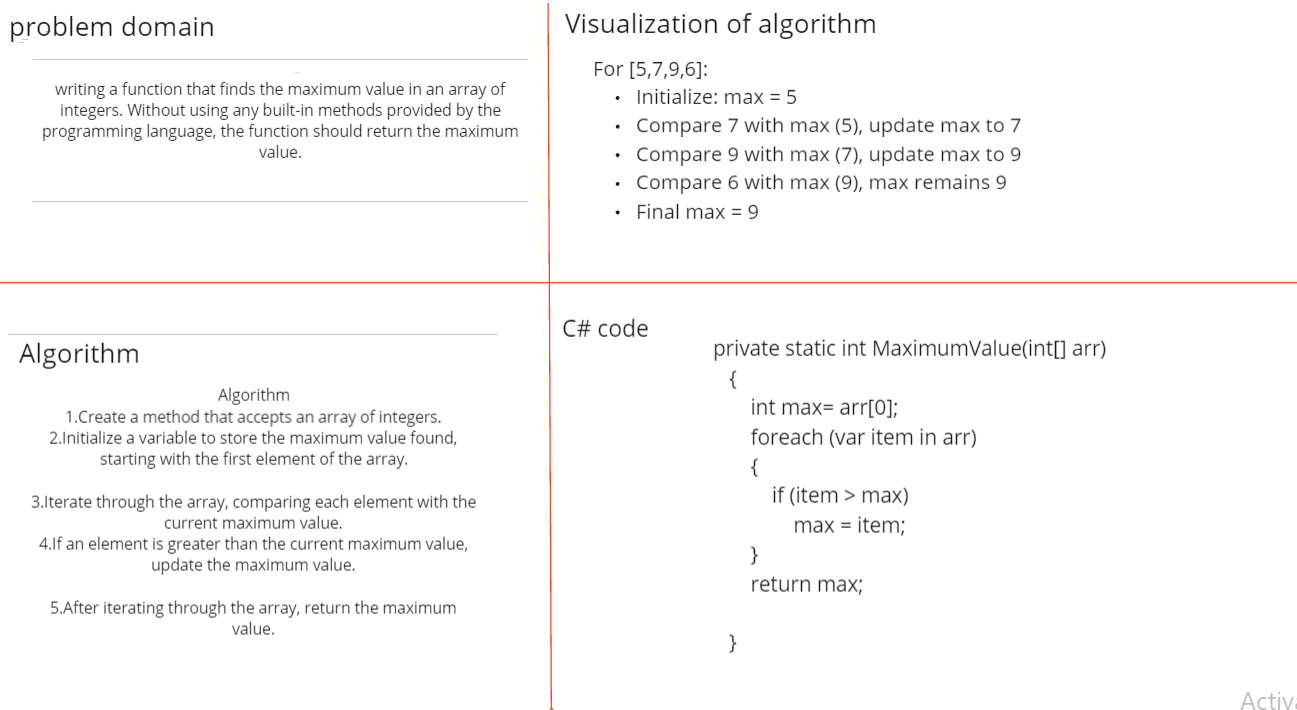 problem domain
writing a function that finds the maximum value in an array of
integers. Without using any built-in methods provided by the
programming language, the function should return the maximum
value.
Visualization of algorithm
For [5,7,9,6]:
• Initialize: max = 5
• Compare 7 with max (5), update max to 7
• Compare 9 with max (7), update max to 9
• Compare 6 with max (9), max remains 9
• Final max = 9
Algorithm
Algorithm
1.Create a method that accepts an array of integers.
2.Initialize a variable to store the maximum value found,
starting with the first element of the array.
3.Iterate through the array, comparing each element with the
current maximum value.
4.If an element is greater than the current maximum value,
update the maximum value.
5.After iterating through the array, return the maximum
value.
C# code
private static int MaximumValue(int[] arr)
{
int max= arr[0];
foreach (var item in arr)
{
if (item > max)
max = item;
}
return max;
}